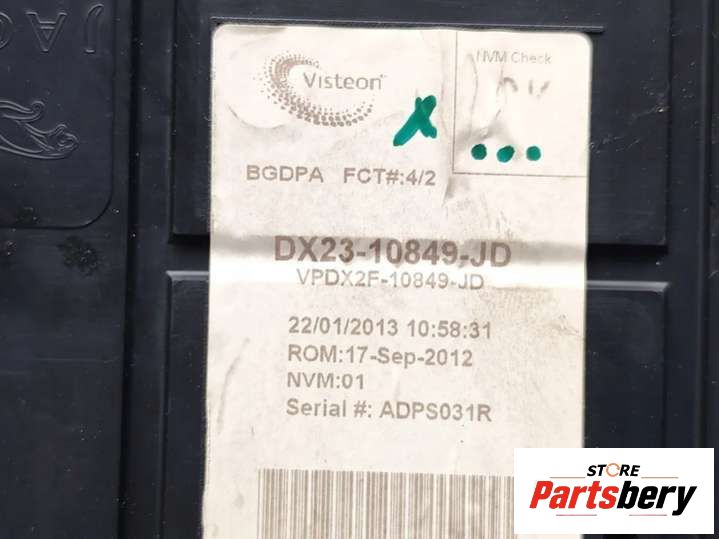 JAG
Visteon
NVM Check
BGDPA FCT#:4/2
DX23-10849-JD
VPDX2F-10849-JD
22/01/2013 10:58:31
ROM:17-Sep-2012
NVM:01
Serial #: ADPS031R
STORE
Partsbery